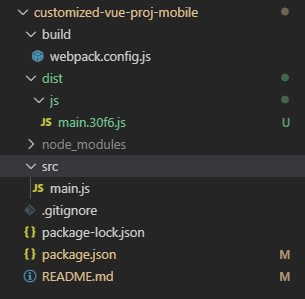 customized-vue-proj-mobile
build
webpack.config.js
dist
js
JS main.30f6.js U
node_modules
src
JS main.js
.gitignore
{} package-lock.json
{} package.json M
README.md M